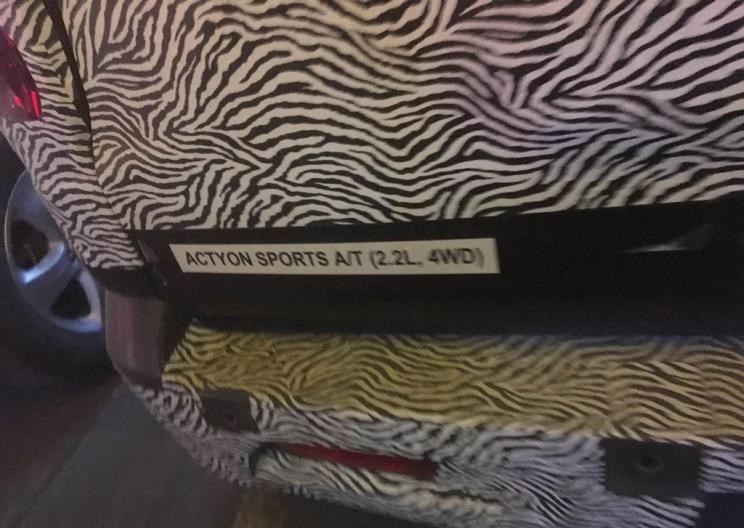 ACTYON SPORTS A/T (2.2L, 4WD)